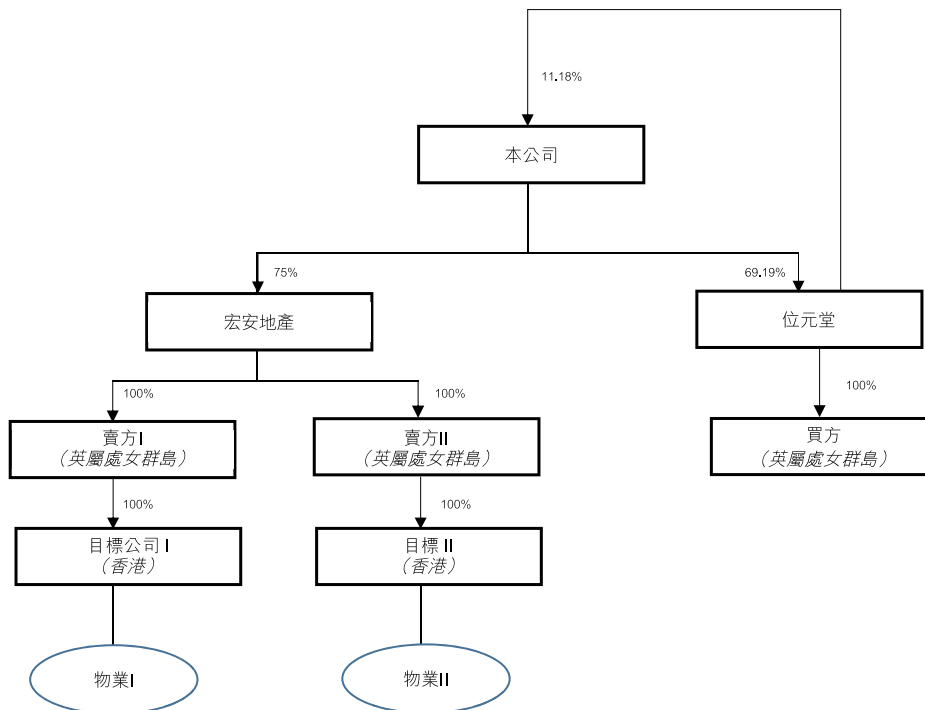 11.18%
本公司
75%
69.19%
宏安地產
位元堂
100%
100%
100%
賣方I
(英屬處女群島)
賣方II
(英屬處女群島)
買方
(英屬處女群島)
100%
100%
目標公司 I
(香港)
目標 II
(香港)
物業I
物業II